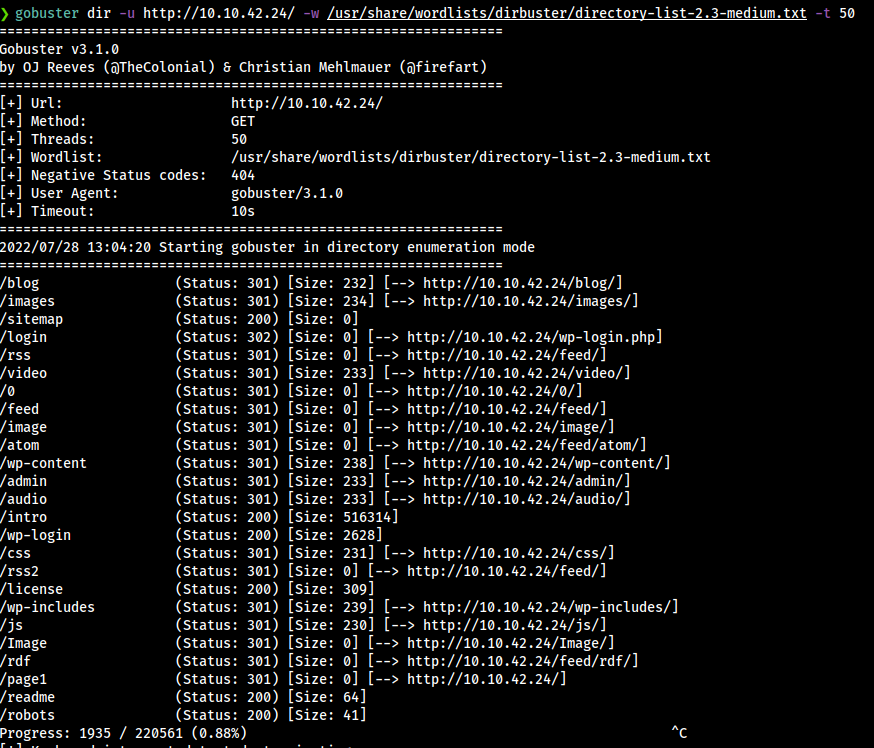 ❯ gobuster dir -u http://10.10.42.24/ -w /usr/share/wordlists/dirbuster/directory-list-2.3-medium.txt -t 50
===============================================================
Gobuster v3.1.0
by OJ Reeves (@TheColonial) & Christian Mehlmauer (@firefart)
===============================================================
[+] Url:                     http://10.10.42.24/
[+] Method:                  GET
[+] Threads:                 50
[+] Wordlist:                /usr/share/wordlists/dirbuster/directory-list-2.3-medium.txt
[+] Negative Status codes:   404
[+] User Agent:              gobuster/3.1.0
[+] Timeout:                 10s
===============================================================
2022/07/28 13:04:20 Starting gobuster in directory enumeration mode
===============================================================
/blog                 (Status: 301) [Size: 232] [--> http://10.10.42.24/blog/]
/images               (Status: 301) [Size: 234] [--> http://10.10.42.24/images/]
/sitemap              (Status: 200) [Size: 0]
/login                (Status: 302) [Size: 0] [--> http://10.10.42.24/wp-login.php]
/rss                  (Status: 301) [Size: 0] [--> http://10.10.42.24/feed/]
/video                (Status: 301) [Size: 233] [--> http://10.10.42.24/video/]
/0                    (Status: 301) [Size: 0] [--> http://10.10.42.24/0/]
/feed                 (Status: 301) [Size: 0] [--> http://10.10.42.24/feed/]
/image                (Status: 301) [Size: 0] [--> http://10.10.42.24/image/]
/atom                 (Status: 301) [Size: 0] [--> http://10.10.42.24/feed/atom/]
/wp-content           (Status: 301) [Size: 238] [--> http://10.10.42.24/wp-content/]
/admin                (Status: 301) [Size: 233] [--> http://10.10.42.24/admin/]
/audio                (Status: 301) [Size: 233] [--> http://10.10.42.24/audio/]
/intro                (Status: 200) [Size: 516314]
/wp-login             (Status: 200) [Size: 2628]
/css                  (Status: 301) [Size: 231] [--> http://10.10.42.24/css/]
/rss2                 (Status: 301) [Size: 0] [--> http://10.10.42.24/feed/]
/license              (Status: 200) [Size: 309]
/wp-includes          (Status: 301) [Size: 239] [--> http://10.10.42.24/wp-includes/]
/js                   (Status: 301) [Size: 230] [--> http://10.10.42.24/js/]
/Image                (Status: 301) [Size: 0] [--> http://10.10.42.24/Image/]
/rdf                  (Status: 301) [Size: 0] [--> http://10.10.42.24/feed/rdf/]
/page1                (Status: 301) [Size: 0] [--> http://10.10.42.24/]
/readme               (Status: 200) [Size: 64]
/robots               (Status: 200) [Size: 41]
Progress: 1935 / 220561 (0.88%)                                                     ^C